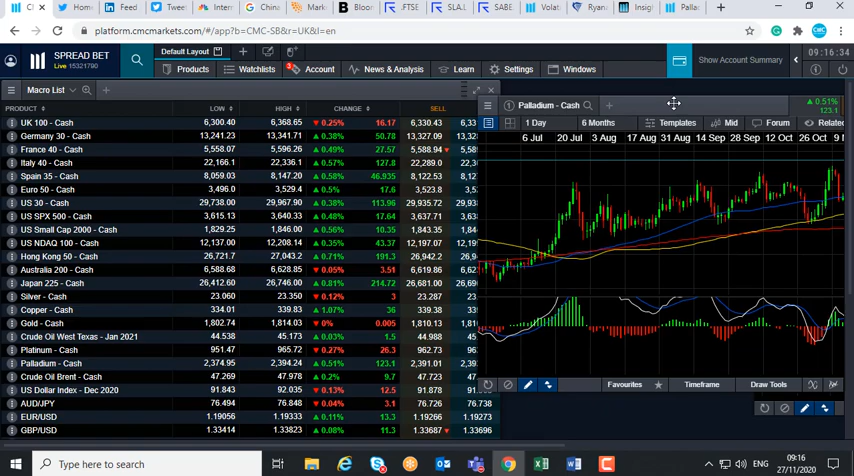 Home Feed Tweet Intern China Mark Bloon .FTSE SLA.L SABE. Volat Ryan Insigh Pallad
platform.cmcmarkets.com/#/app?b=CMC-SB&r=UK&l=en
SPREAD BET
Live 15321790
Default Layout
Products Watchlists 3 Account News & Analysis Learn Settings Windows
Show Account Summary
09:16:34
Macro List
PRODUCT LOW HIGH CHANGE SELL
UK 100 - Cash 6,300.40 6,368.65 0.25% 16.17 6,330.43
Germany 30 - Cash 13,241.23 13,341.71 0.38% 50.78 13,327.09
France 40 - Cash 5,558.07 5,596.26 0.49% 27.57 5,588.94
Italy 40 - Cash 22,166.1 22,336.1 0.57% 127.8 22,289.0
Spain 35 - Cash 8,059.03 8,147.20 0.58% 46.935 8,122.53
Euro 50 - Cash 3,496.0 3,529.4 0.5% 17.6 3,523.8
US 30 - Cash 29,738.00 29,967.90 0.38% 113.96 29,935.72
US SPX 500 - Cash 3,615.13 3,640.33 0.48% 17.64 3,637.71
US Small Cap 2000 - Cash 1,829.25 1,846.00 0.56% 10.35 1,842.41
US NDAQ 100 - Cash 12,137.00 12,208.14 0.35% 43.37 12,197.07
Hong Kong 50 - Cash 26,721.7 27,043.2 0.71% 191.3 26,942.2
Australia 200 - Cash 6,588.68 6,628.85 0.05% 3.51 6,619.86
Japan 225 - Cash 26,412.60 26,746.00 0.81% 214.72 26,681.00
Silver - Cash 23.060 23.350 0.12% 3 23.287
Copper - Cash 334.01 339.83 1.07% 36 339.38
Gold - Cash 1,802.74 1,814.03 0% 0.005 1,810.13
Crude Oil West Texas - Jan 2021 44.538 45.173 0.03% 1.5 44.988
Platinum - Cash 951.47 965.72 0.27% 26.3 962.73
Palladium - Cash 2,374.95 2,394.24 0.51% 123.1 2,391.01
Crude Oil Brent - Cash 47.269 47.978 0.2% 9.7 47.723
US Dollar Index - Dec 2020 91.843 92.035 0.13% 12.5 91.878
AUD/JPY 76.494 76.848 0.04% 3.1 76.726 76.738
EUR/USD 1.19056 1.19333 0.11% 13.3 1.19266 1.19273
GBP/USD 1.33414 1.33823 0.08% 11.3 1.33687 1.33696
1 Palladium - Cash
0.51%
123.1
1 Day 6 Months Templates Mid Forum Relate
6 Jul 20 Jul 3 Aug 17 Aug 31 Aug 14 Sep 28 Sep 12 Oct 26 Oct 9 N
Favourites Timeframe Draw Tools
Type here to search
ENG
09:16
27/11/2020